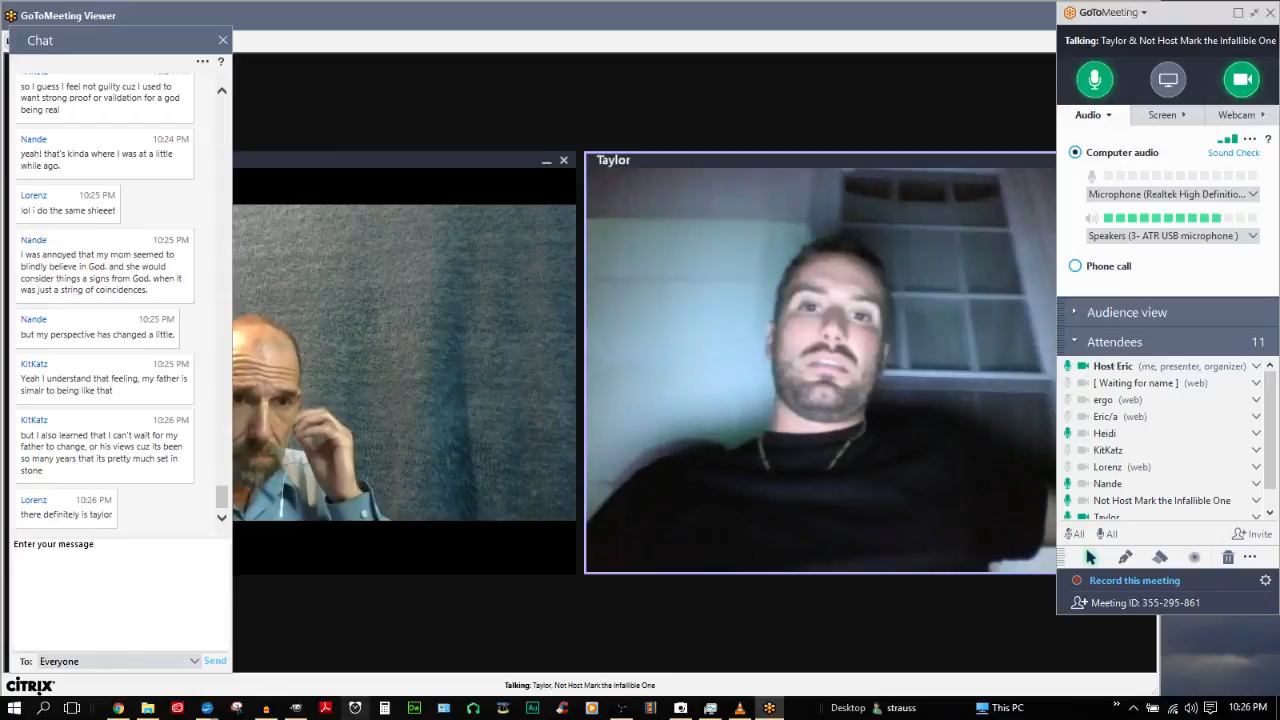 GoToMeeting Viewer
Chat
? 
so I guess I feel not guilty cuz I used to
want strong proof or vaildation for a god
being real
Nande 10:24 PM
yeah! that's kinda where I was at a little
while ago.
Lorenz 10:25 PM
lol i do the same shieeet
Nande 10:25 PM
I was annoyed that my mom seemed to
blindly believe in God. and she would
consider things a signs from God. when it
was just a string of coincidences.
Nande 10:25 PM
but my perspective has changed a little.
KitKatz 10:25 PM
Yeah I understand that feeling, my father is
simalr to being like that
KitKatz 10:26 PM
but I also learned that I can't wait for my
father to change, or his views cuz its been
so many years that its pretty much set in
stone
Lorenz 10:26 PM
there definitely is taylor
Enter your message
To: Everyone Send
CITRIX
Taylor
Talking: Taylor, Not Host Mark the Infallible One
GoToMeeting
Talking: Taylor & Not Host Mark the Infallible One
Audio Screen Webcam
?
Computer audio Sound Check
Microphone (Realtek High Definitio...
Speakers (3- ATR USB microphone )
Phone call
Audience view
Attendees 11
Host Eric (me, presenter, organizer)
[ Waiting for name ] (web)
ergo (web)
Eric/a (web)
Heidi
KitKatz
Lorenz (web)
Nande
Not Host Mark the Infallible One
Taylor
All All Invite
Record this meeting
Meeting ID: 355-295-861
Dw Au Desktop strauss This PC 10:26 PM